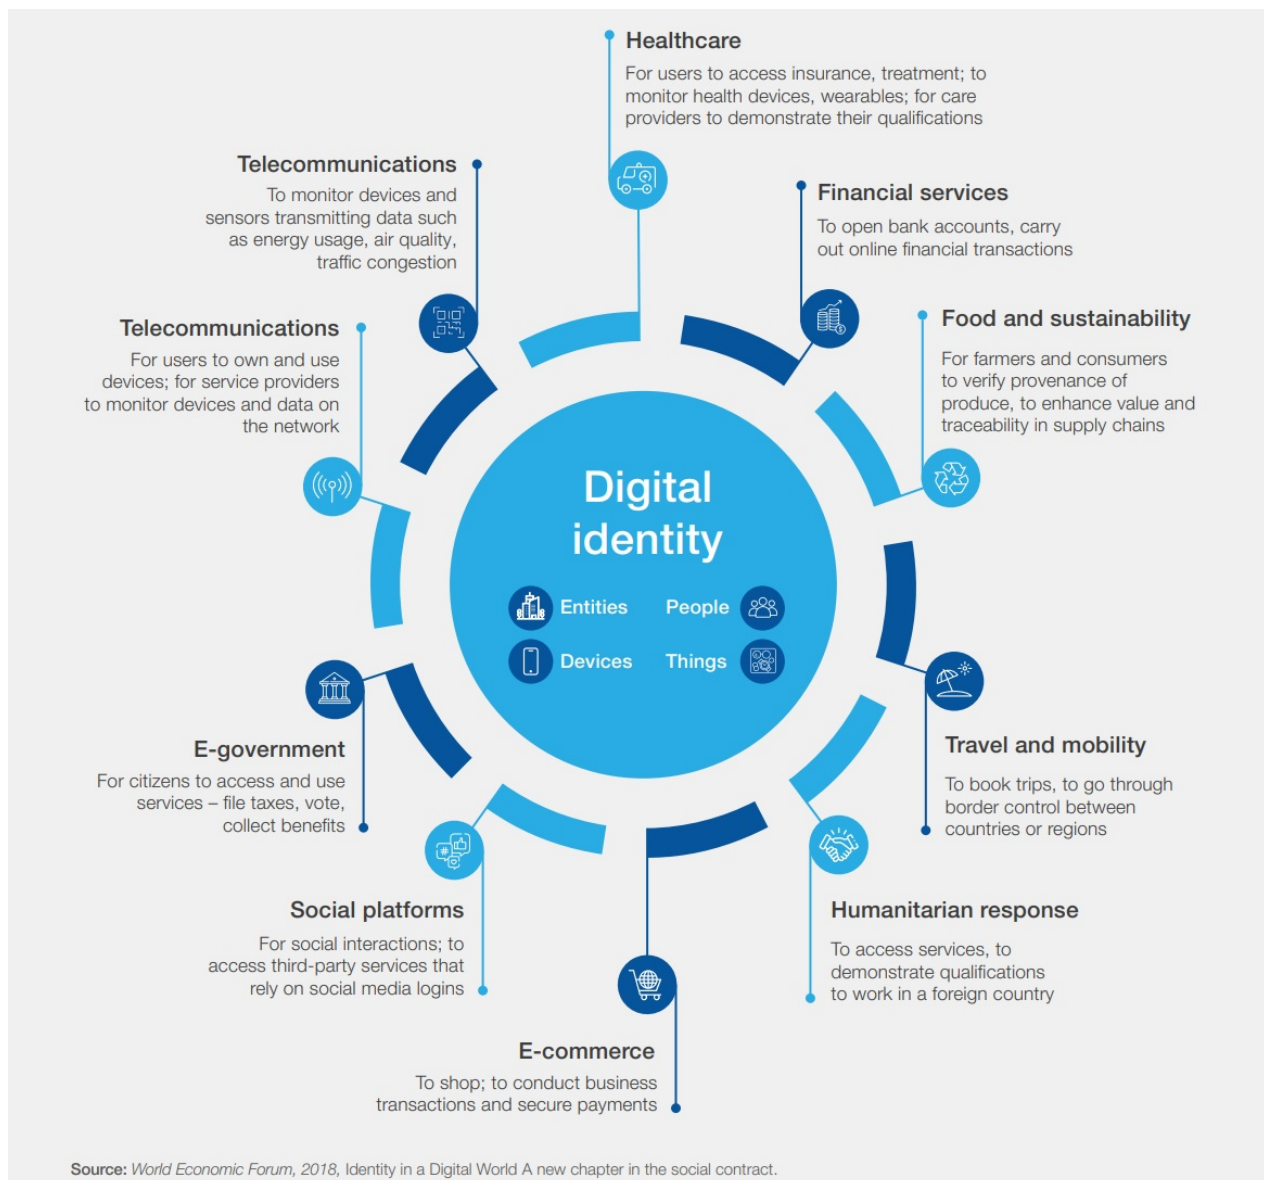 Healthcare
For users to access insurance, treatment; to
monitor health devices, wearables; for care
providers to demonstrate their qualifications
Financial services
To open bank accounts, carry
out online financial transactions
Food and sustainability
For farmers and consumers
to verify provenance of
produce, to enhance value and
traceability in supply chains
Travel and mobility
To book trips, to go through
border control between
countries or regions
Humanitarian response
To access services, to
demonstrate qualifications
to work in a foreign country
E-commerce
To shop; to conduct business
transactions and secure payments
Social platforms
For social interactions; to
access third-party services that
rely on social media logins
E-government
For citizens to access and use
services – file taxes, vote,
collect benefits
Telecommunications
For users to own and use
devices; for service providers
to monitor devices and data on
the network
Telecommunications
To monitor devices and
sensors transmitting data such
as energy usage, air quality,
traffic congestion
Digital
identity
Entities People
Devices Things
Source: World Economic Forum, 2018, Identity in a Digital World A new chapter in the social contract.